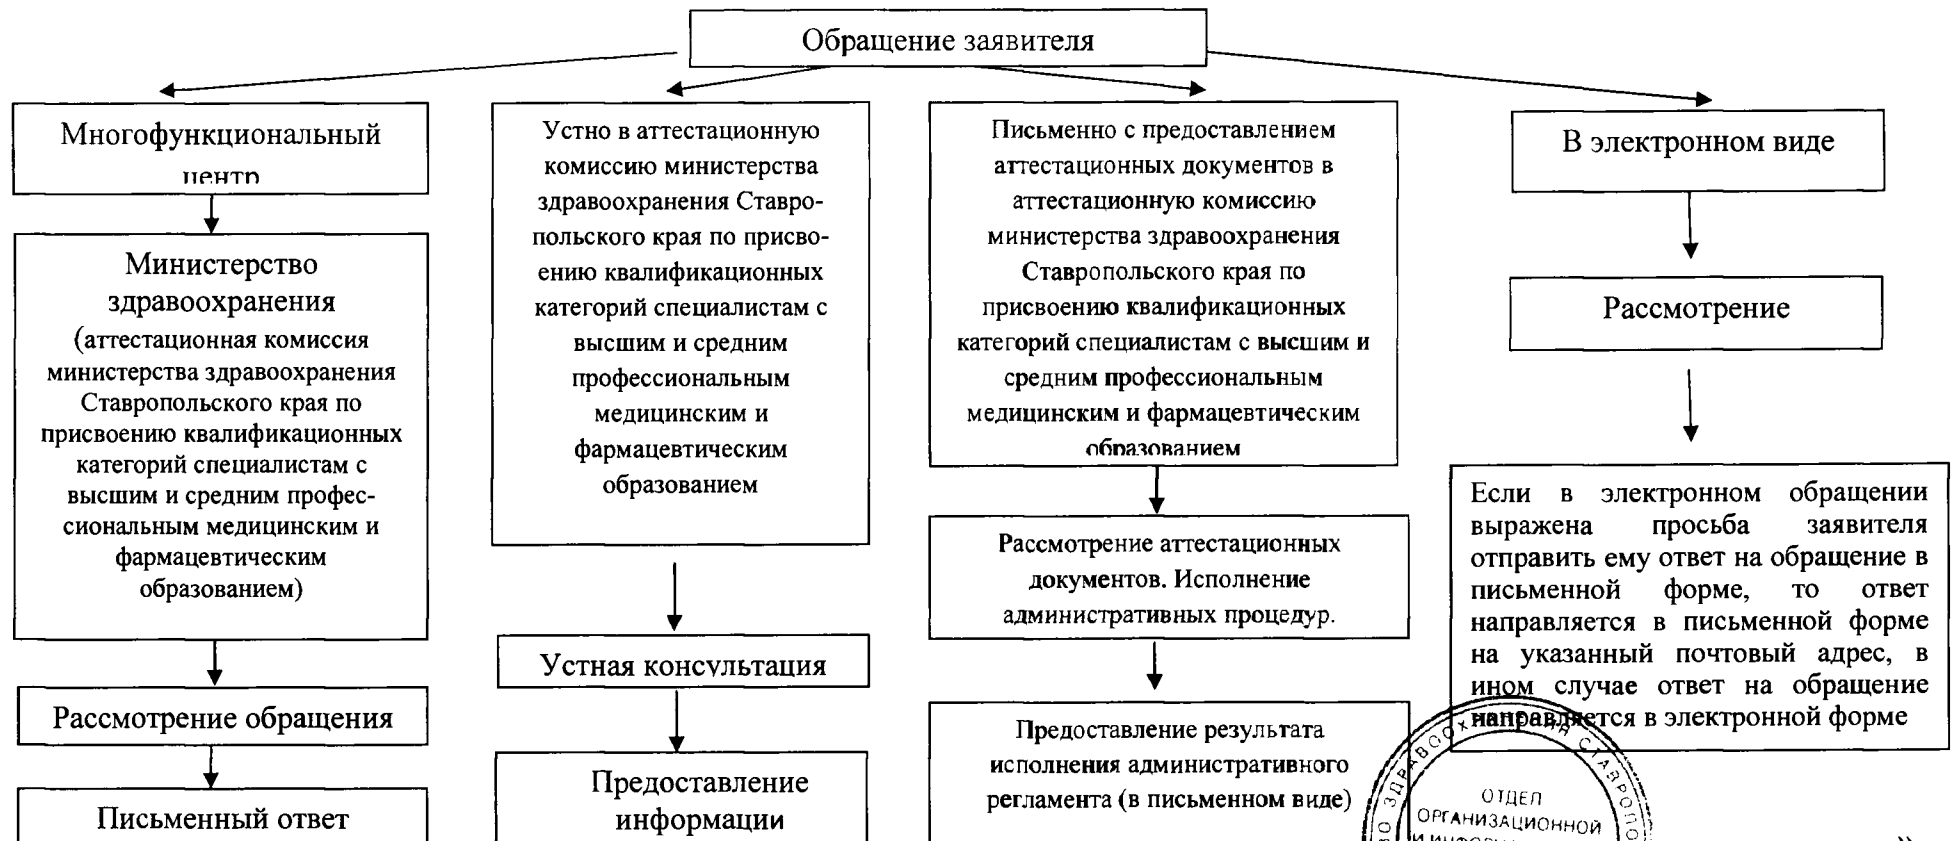 Обращение заявителя
Многофункциональный
центр
Министерство
здравоохранения
(аттестационная комиссия
министерства здравоохранения
Ставропольского края по
присвоению квалификационных
категорий специалистам с
высшим и средним профес-
сиональным медицинским и
фармацевтическим
образованием)
Рассмотрение обращения
Письменный ответ
Устно в аттестационную
комиссию министерства
здравоохранения Ставро-
польского края по присво-
ению квалификационных
категорий специалистам с
высшим и средним
профессиональным
медицинским и
фармацевтическим
образованием
Устная консультация
Предоставление
информации
Письменно с предоставлением
аттестационных документов в
аттестационную комиссию
министерства здравоохранения
Ставропольского края по
присвоению квалификационных
категорий специалистам с высшим и
средним профессиональным
медицинским и фармацевтическим
образованием
Рассмотрение аттестационных
документов. Исполнение
административных процедур.
Предоставление результата
исполнения административного
регламента (в письменном виде)
В электронном виде
Рассмотрение
Если в электронном обращении
выражена просьба заявителя
отправить ему ответ на обращение в
письменной форме, то ответ
направляется в письменной форме
на указанный почтовый адрес, в
ином случае ответ на обращение
направляется в электронной форме
ОТДЕЛ
ОРГАНИЗАЦИОННОЙ
И
»